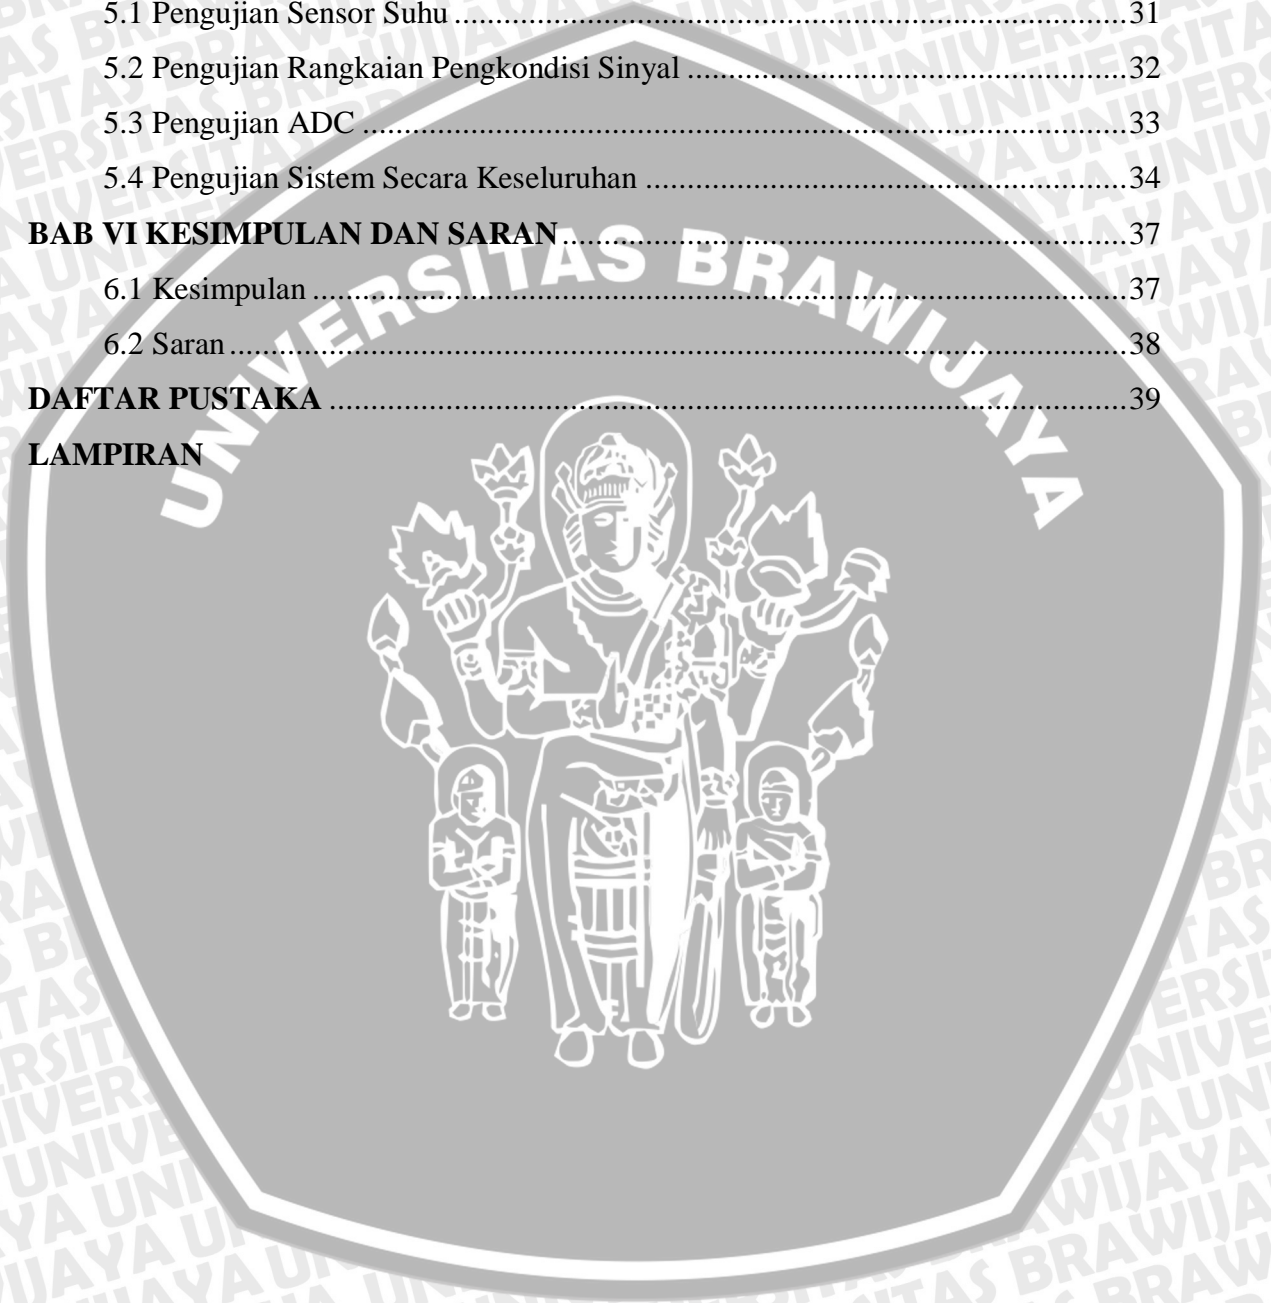 5.1 Pengujian Sensor Suhu ................................................................................. 31
5.2 Pengujian Rangkaian Pengkondisi Sinyal ..................................................... 32
5.3 Pengujian ADC ............................................................................................ 33
5.4 Pengujian Sistem Secara Keseluruhan .......................................................... 34
BAB VI KESIMPULAN DAN SARAN .................................................................... 37
6.1 Kesimpulan .................................................................................................. 37
6.2 Saran ............................................................................................................ 38
DAFTAR PUSTAKA ................................................................................................ 39
LAMPIRAN
UNIVERSITAS BRAWIJAYA